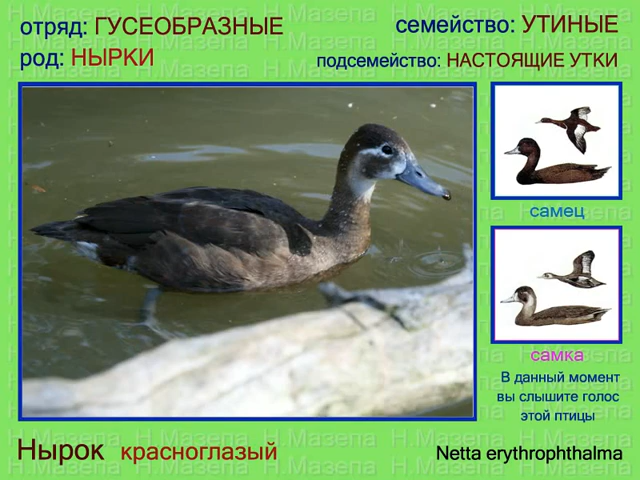 отряд: ГУСЕОБРАЗНЫЕ
семейство: УТИНЫЕ
род: НЫРКИ
подсемейство: НАСТОЯЩИЕ УТКИ
самец
самка
В данный момент
вы слышите голос
этой птицы
Нырок красноглазый
Netta erythrophthalma
Н.Мазепа